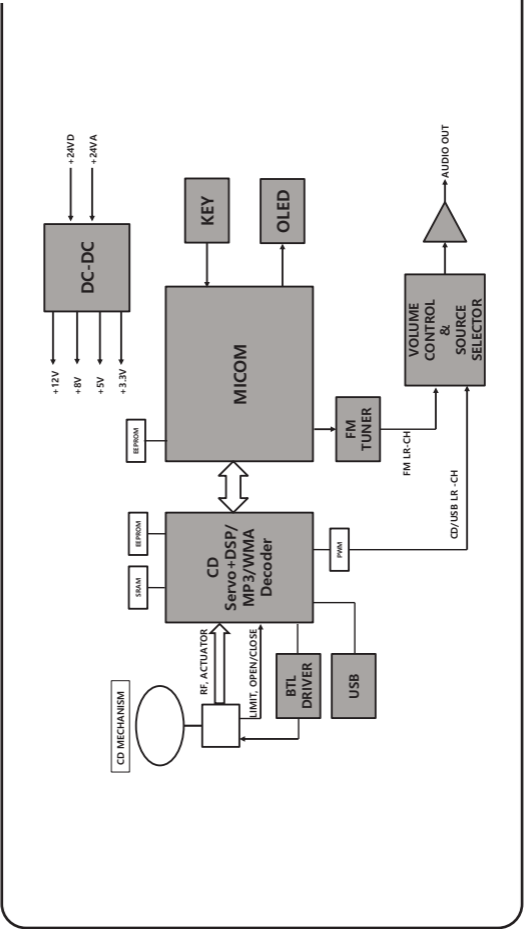 CD MECHANISM
RF, ACTUATOR
LIMIT, OPEN/CLOSE
BTL
DRIVER
USB
SRAM
EEPROM
CD
Servo+DSP/
MP3/WMA
Decoder
PWM
CD/USB LR -CH
EEPROM
MICOM
FM
TUNER
FM LR-CH
KEY
OLED
VOLUME
CONTROL
&
SOURCE
SELECTOR
AUDIO OUT
+12V
+8V
+5V
+3.3V
DC-DC
+24VD
+24VA